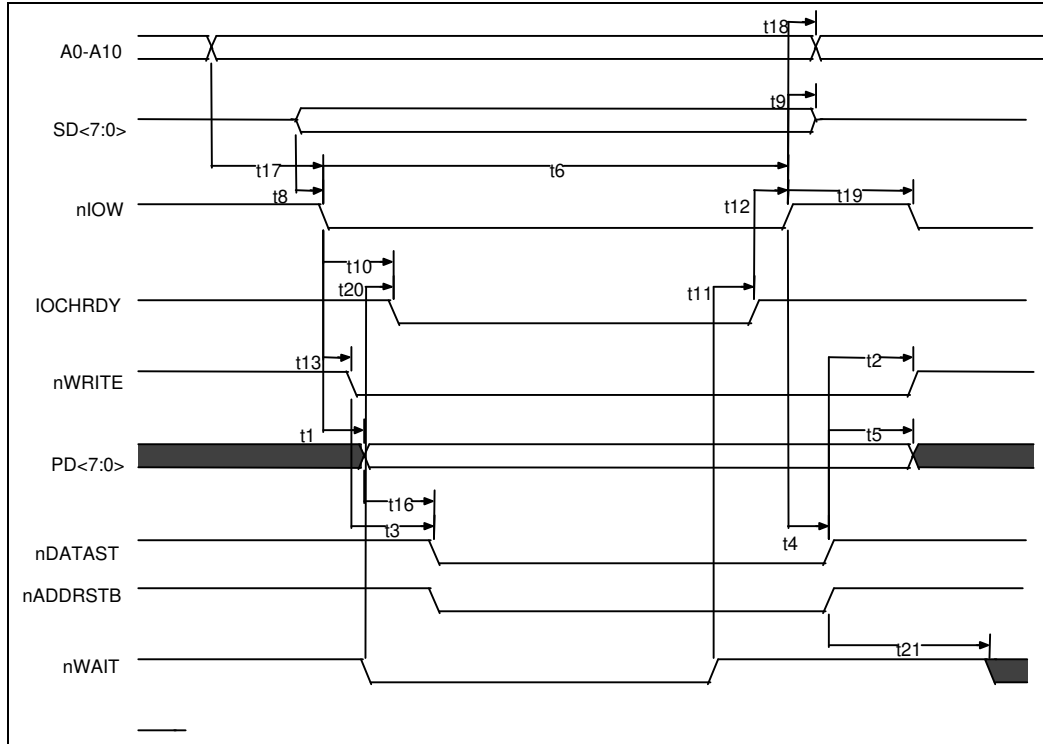 t18
A0-A10
t9
SD<7:0>
t17
t6
t8
t12
t19
nIOW
t10
t20
t11
IOCHRDY
t13
t2
nWRITE
t1
t5
PD<7:0>
t16
t3
t4
nDATAST
nADDRSTB
t21
nWAIT